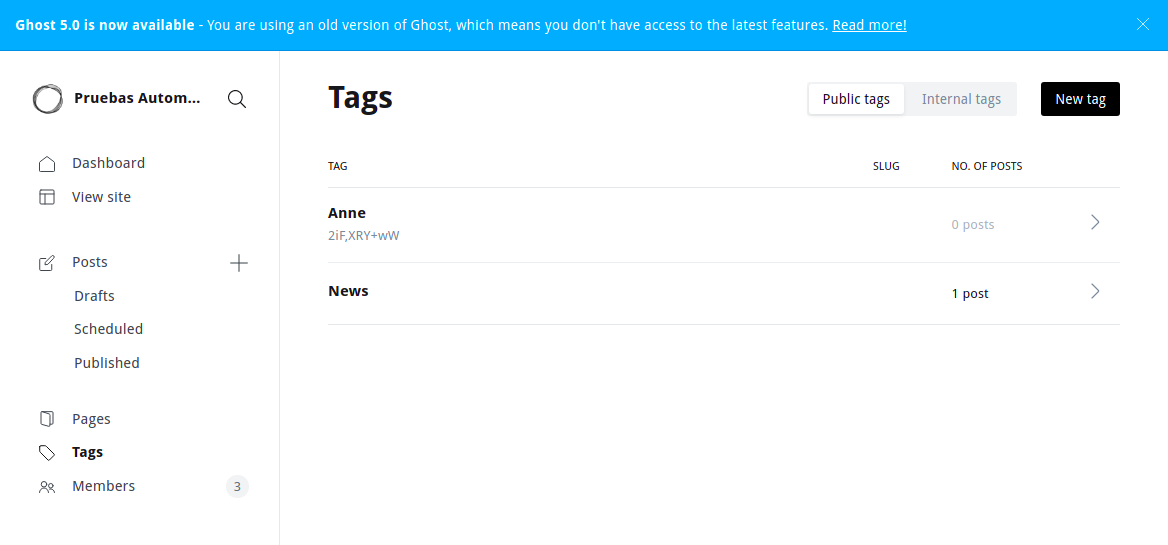 Ghost 5.0 is now available - You are using an old version of Ghost, which means you don't have access to the latest features. Read more!
Pruebas Autom...
Dashboard
View site
Posts
Drafts
Scheduled
Published
Pages
Tags
Members 3
Tags
Public tags Internal tags New tag
TAG SLUG NO. OF POSTS
Anne
2iF,XRY+wW
0 posts
News
1 post